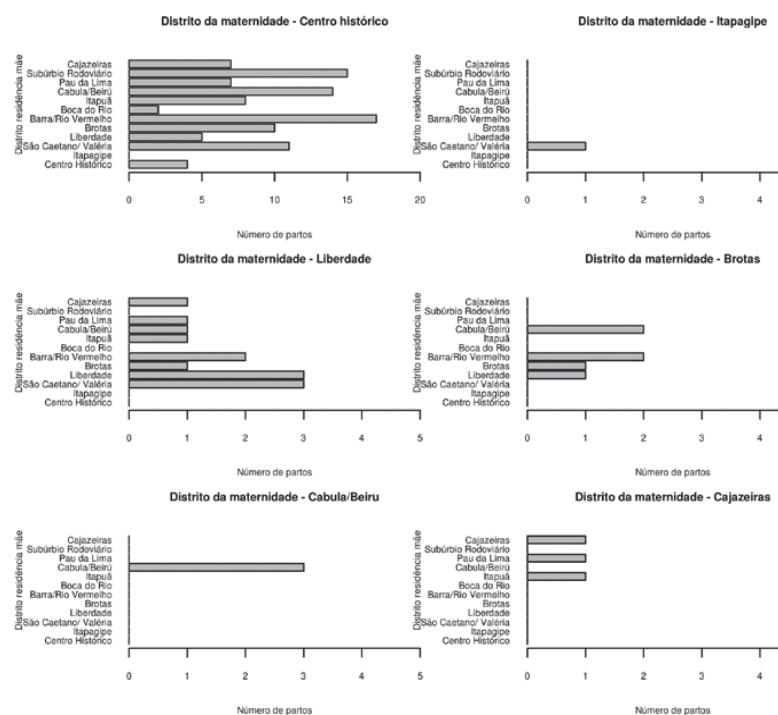 Distrito da maternidade - Centro histórico
Distrito residência mãe
Cajazeiras
Subúrbio Rodoviário
Pau da Lima
Cabula/Beirú
Itapuã
Boca do Rio
Barra/Rio Vermelho
Brotas
Liberdade
São Caetano/ Valéria
Itapagipe
Centro Histórico
0 5 10 15 20
Número de partos
Distrito da maternidade - Itapagipe
Distrito residência mãe
Cajazeiras
Subúrbio Rodoviário
Pau da Lima
Cabula/Beirú
Itapuã
Boca do Rio
Barra/Rio Vermelho
Brotas
Liberdade
São Caetano/ Valéria
Itapagipe
Centro Histórico
0 1 2 3 4
Número de partos
Distrito da maternidade - Liberdade
Distrito residência mãe
Cajazeiras
Subúrbio Rodoviário
Pau da Lima
Cabula/Beirú
Itapuã
Boca do Rio
Barra/Rio Vermelho
Brotas
Liberdade
São Caetano/ Valéria
Itapagipe
Centro Histórico
0 1 2 3 4 5
Número de partos
Distrito da maternidade - Brotas
Distrito residência mãe
Cajazeiras
Subúrbio Rodoviário
Pau da Lima
Cabula/Beirú
Itapuã
Boca do Rio
Barra/Rio Vermelho
Brotas
Liberdade
São Caetano/ Valéria
Itapagipe
Centro Histórico
0 1 2 3 4
Número de partos
Distrito da maternidade - Cabula/Beiru
Distrito residência mãe
Cajazeiras
Subúrbio Rodoviário
Pau da Lima
Cabula/Beirú
Itapuã
Boca do Rio
Barra/Rio Vermelho
Brotas
Liberdade
São Caetano/ Valéria
Itapagipe
Centro Histórico
0 1 2 3 4 5
Número de partos
Distrito da maternidade - Cajazeiras
Distrito residência mãe
Cajazeiras
Subúrbio Rodoviário
Pau da Lima
Cabula/Beirú
Itapuã
Boca do Rio
Barra/Rio Vermelho
Brotas
Liberdade
São Caetano/ Valéria
Itapagipe
Centro Histórico
0 1 2 3 4
Número de partos